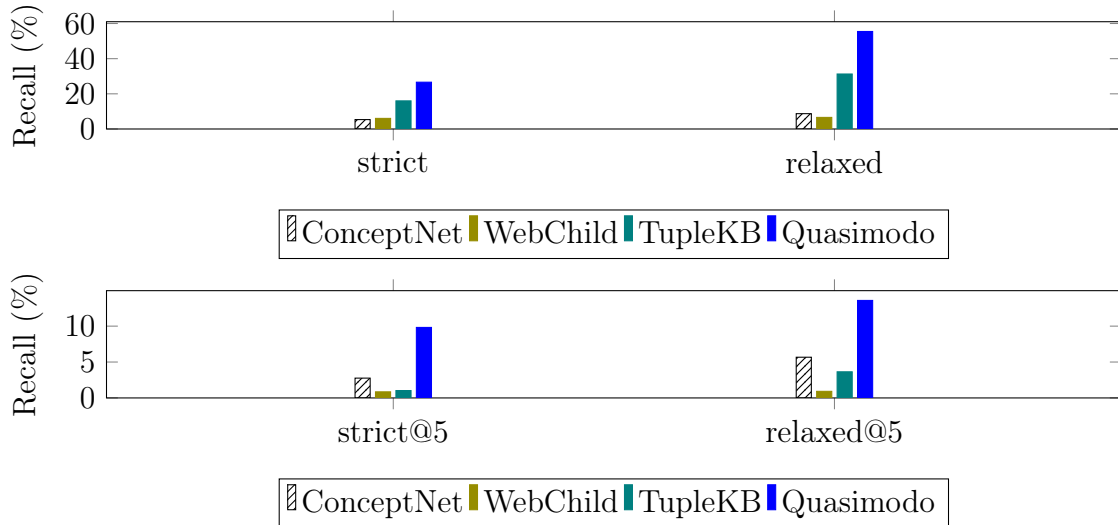 Recall (%)
60
40
20
0
strict relaxed
ConceptNet WebChild TupleKB Quasimodo
Recall (%)
10
5
0
strict@5 relaxed@5
ConceptNet WebChild TupleKB Quasimodo